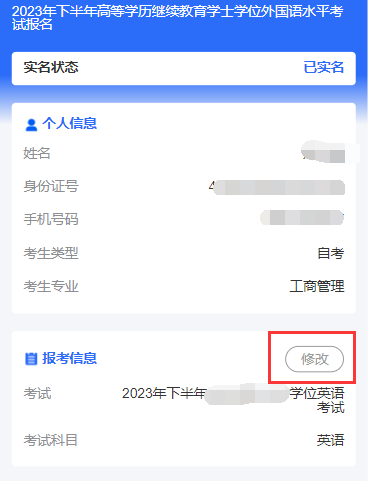 2023年下半年高等学历继续教育学士学位外国语水平考
试报名
实名状态 已实名
个人信息
姓名
身份证号
手机号码
考生类型 自考
考生专业 工商管理
报考信息 修改
考试 2023年下半年 学位英语
考试
考试科目 英语